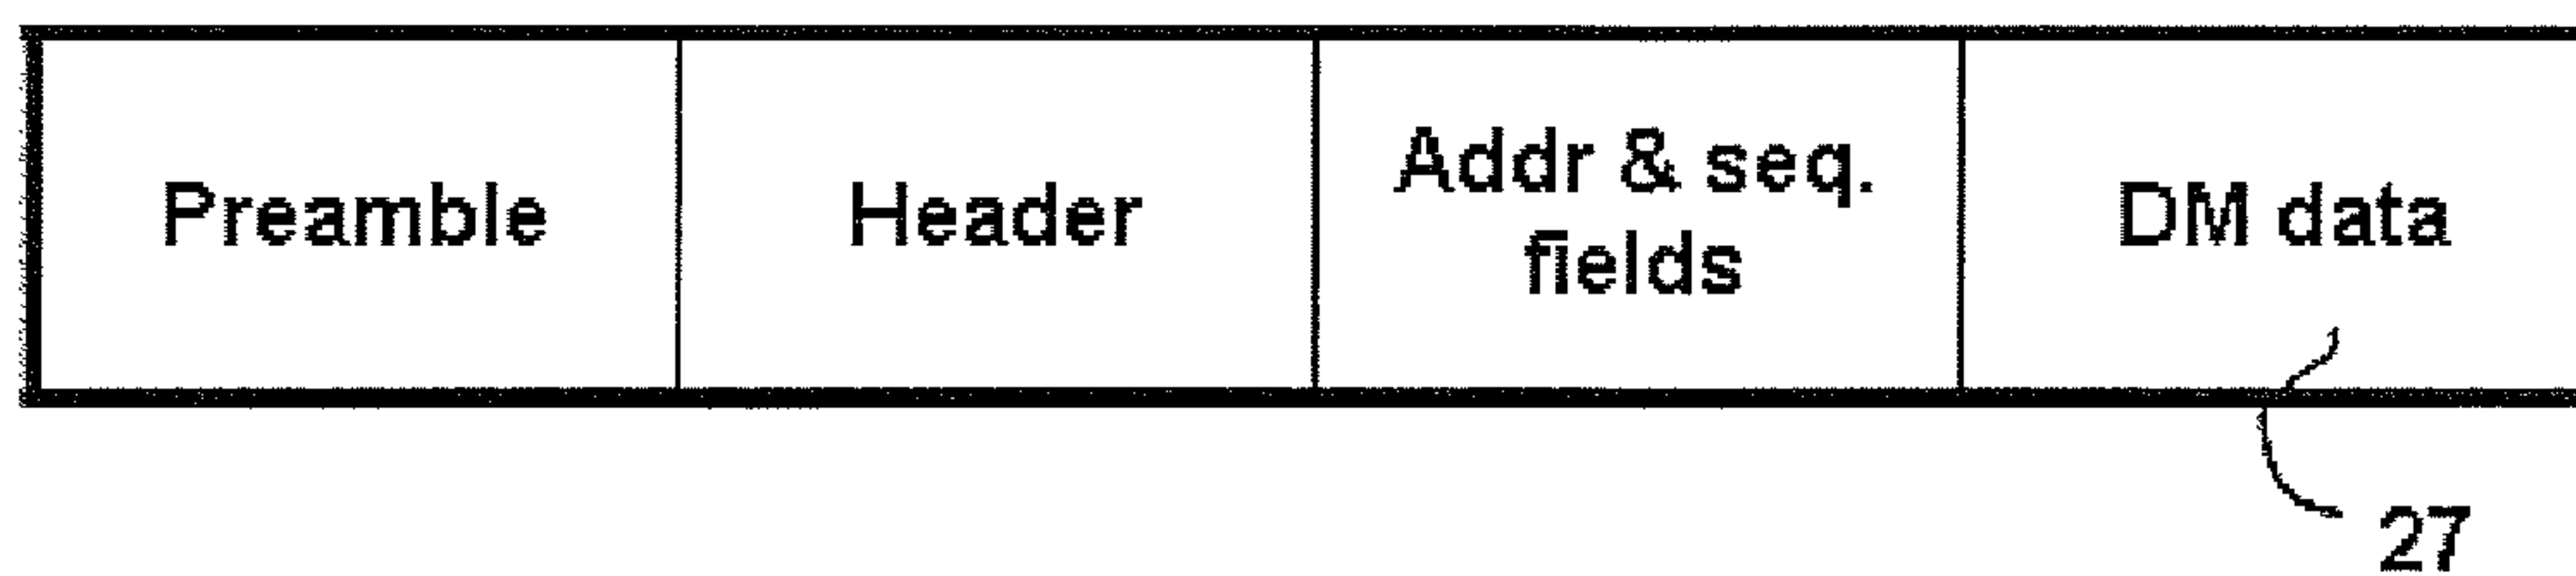 Preamble
Header
Addr & seq.
fields
DM data
27